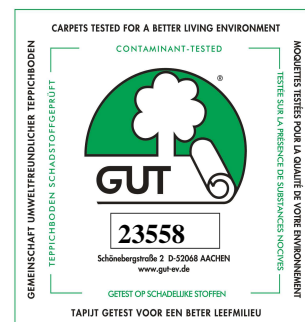 CARPETS TESTED FOR A BETTER LIVING ENVIRONMENT
CONTAMINANT-TESTED
GEMEINSCHAFT UMWELTFREUNDLICHER TEPPICHBODEN
TEPPICHBODEN SCHADSTOFFGEPRÜFT
MOQUETTES TESTÉES POUR LA QUALITÉ DE VOTRE ENVIRONNEMENT
TESTÉE SUR LA PRÉSENCE DE SUBSTANCES NOCIVES
®
GUT
23558
Schönebergstraße 2 D-52068 AACHEN
www.gut-ev.de
GETEST OP SCHADELIJKE STOFFEN
TAPIJT GETEST VOOR EEN BETER LEEFMILIEU